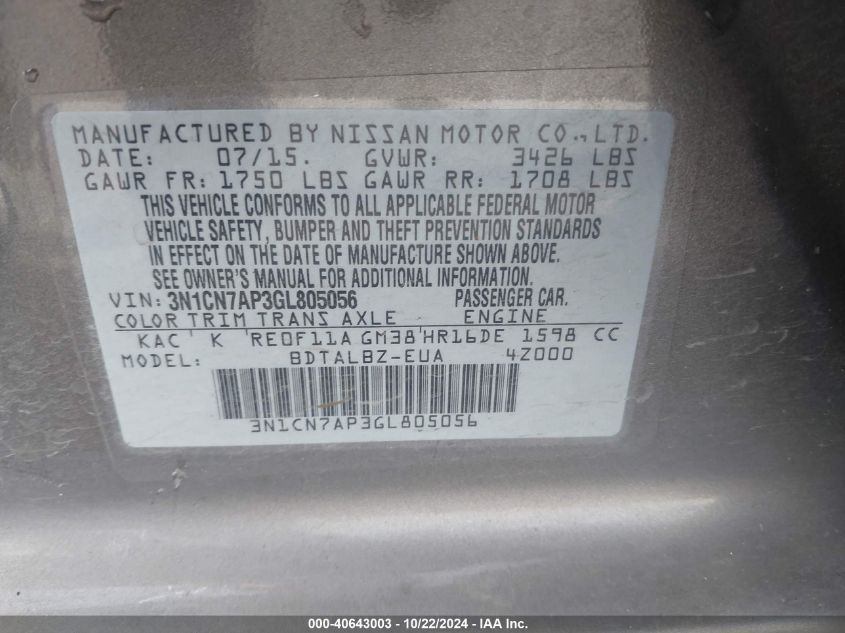 MANUFACTURED BY NISSAN MOTOR CO., LTD.
DATE: 07/15. GVWR: 3426 LBS
GAWR FR: 1750 LBS GAWR RR: 1708 LBS
THIS VEHICLE CONFORMS TO ALL APPLICABLE FEDERAL MOTOR
VEHICLE SAFETY, BUMPER AND THEFT PREVENTION STANDARDS
IN EFFECT ON THE DATE OF MANUFACTURE SHOWN ABOVE.
SEE OWNER'S MANUAL FOR ADDITIONAL INFORMATION
VIN: 3N1CN7AP3GL805056 PASSENGER CAR.
COLOR TRIM TRANS AXLE ENGINE
KAC K RE0F11A GM38 HR16DE 1598 CC
MODEL: BDTALBZ-EUA 4Z000
3N1CN7AP3GL805056
000-40643003 - 10/22/2024 - IAA Inc.